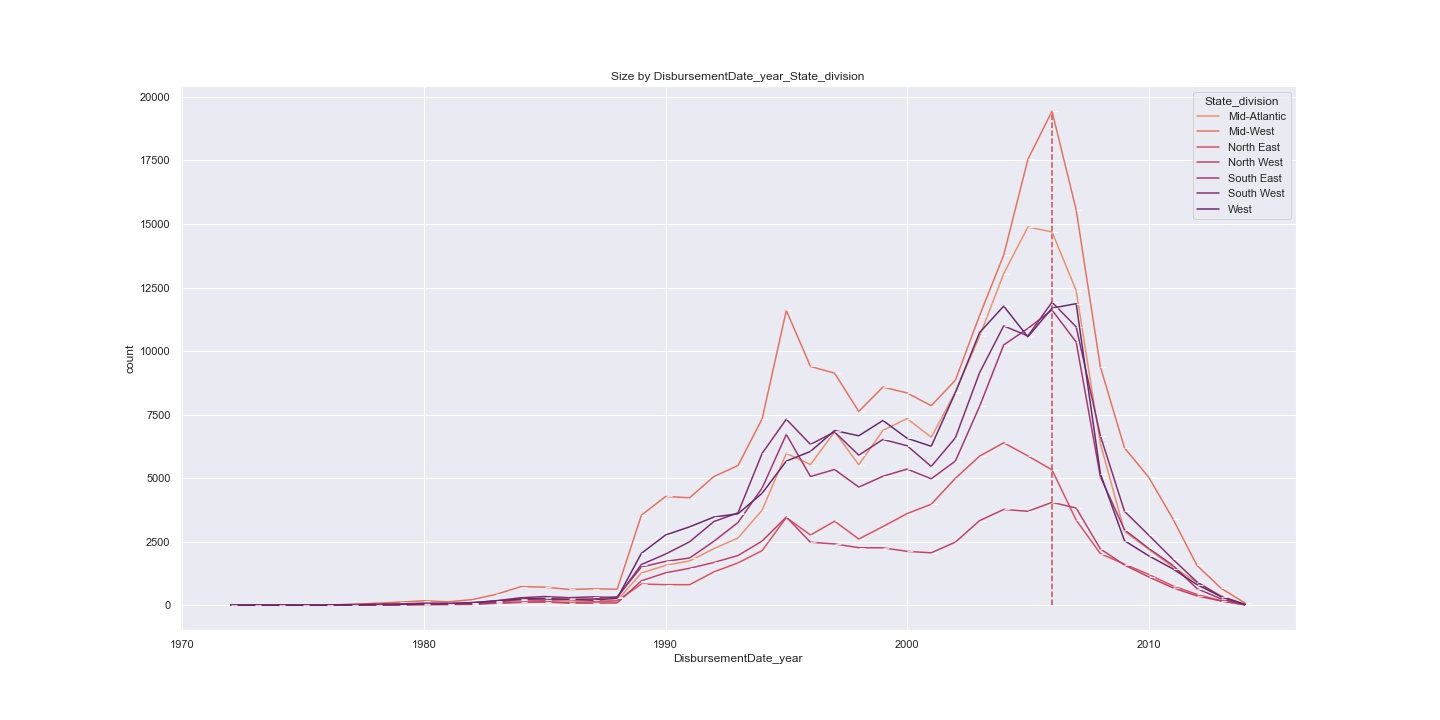 Size by DisbursementDate_year_State_division
20000
17500
15000
12500
10000
7500
5000
2500
0
count
1970
1980
1990
2000
2010
DisbursementDate_year
State_division
Mid-Atlantic
Mid-West
North East
North West
South East
South West
West